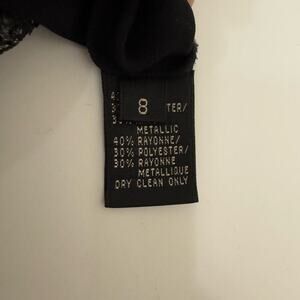 8
TER/
METALLIC
40% RAYONNE/
30% POLYESTER/
30% RAYONNE
METALLIQUE
DRY CLEAN ONLY